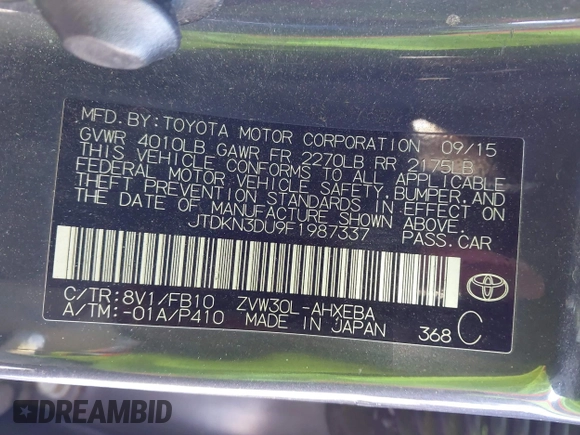 MFD. BY: TOYOTA MOTOR CORPORATION 09/15
GVWR 4010LB GAWR FR 2270LB RR 2175LB
THIS VEHICLE CONFORMS TO ALL APPLICABLE
FEDERAL MOTOR VEHICLE SAFETY, BUMPER, AND
THEFT PREVENTION STANDARDS IN EFFECT ON
THE DATE OF MANUFACTURE SHOWN ABOVE.
JTDKN3DU9F1987337 PASS. CAR
C/TR: 8V1/FB10 ZVW30L-AHXEBA
A/TM: -01A/P410 MADE IN JAPAN 368 C
DREAMBID